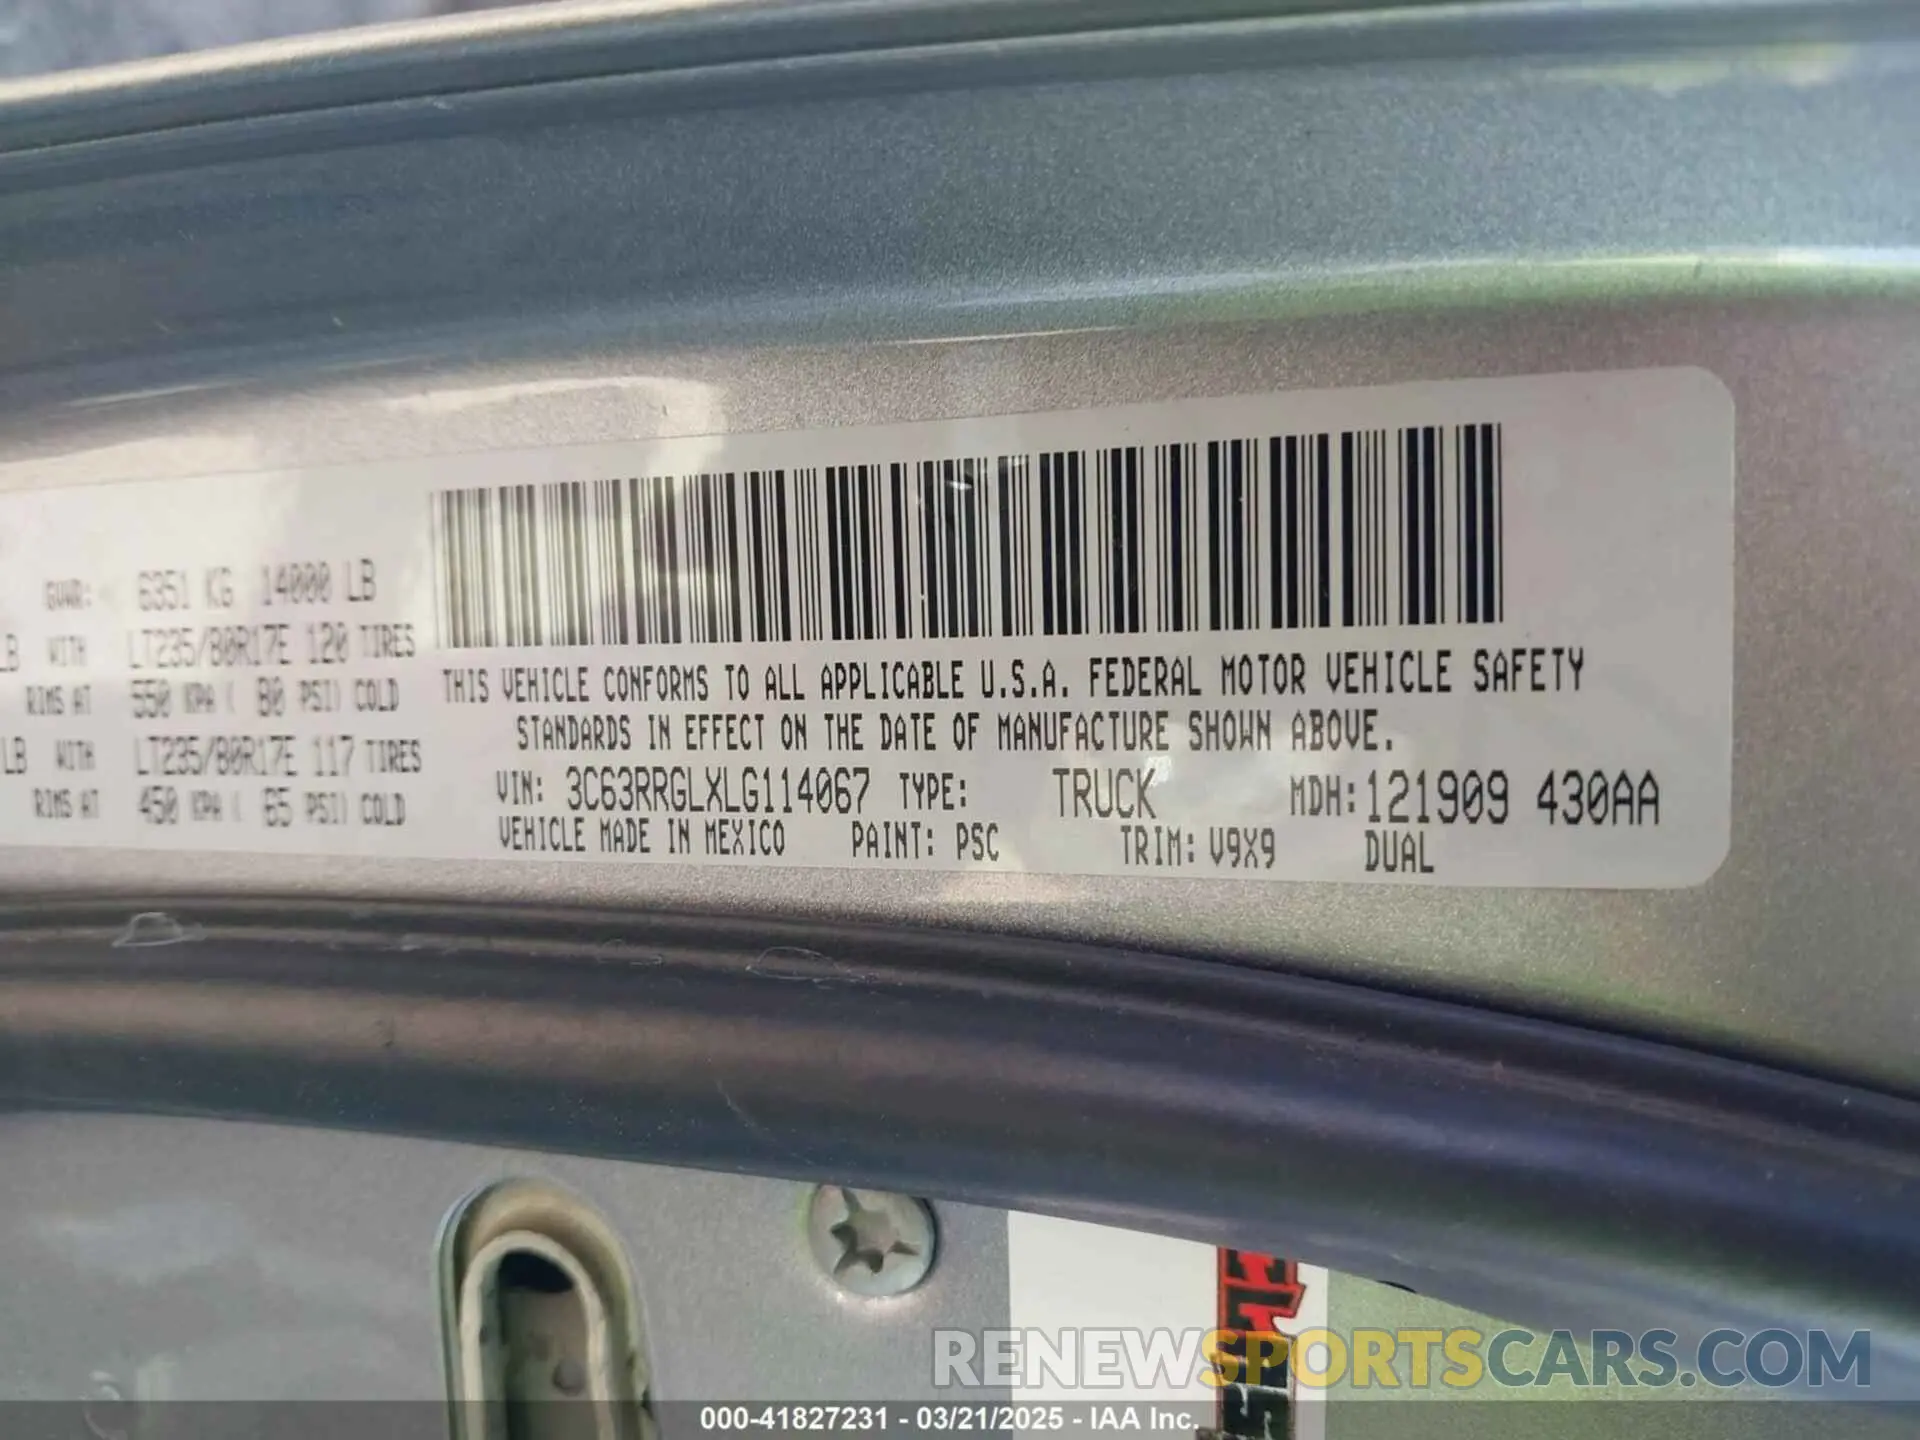 GVWR: 6351 KG 14000 LB
LB WITH LT235/80R17E 120 TIRES
RIMS AT 550 KPA ( 80 PSI) COLD
LB WITH LT235/80R17E 117 TIRES
RIMS AT 450 KPA ( 65 PSI) COLD
THIS VEHICLE CONFORMS TO ALL APPLICABLE U.S.A. FEDERAL MOTOR VEHICLE SAFETY
STANDARDS IN EFFECT ON THE DATE OF MANUFACTURE SHOWN ABOVE.
VIN: 3C63RRGLXLG114067 TYPE: TRUCK MDH:121909 430AA
VEHICLE MADE IN MEXICO PAINT: PSC TRIM: V9X9 DUAL
RENEWSPORTSCARS.COM
000-41827231 - 03/21/2025 - IAA Inc.